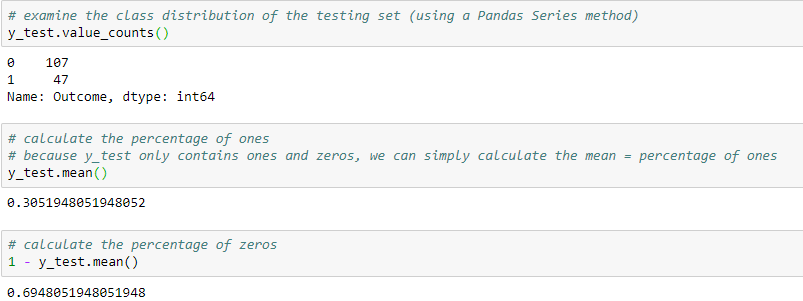 # examine the class distribution of the testing set (using a Pandas Series method)
y_test.value_counts()
0    107
1     47
Name: Outcome, dtype: int64
# calculate the percentage of ones
# because y_test only contains ones and zeros, we can simply calculate the mean = percentage of ones
y_test.mean()
0.3051948051948052
# calculate the percentage of zeros
1 - y_test.mean()
0.6948051948051948